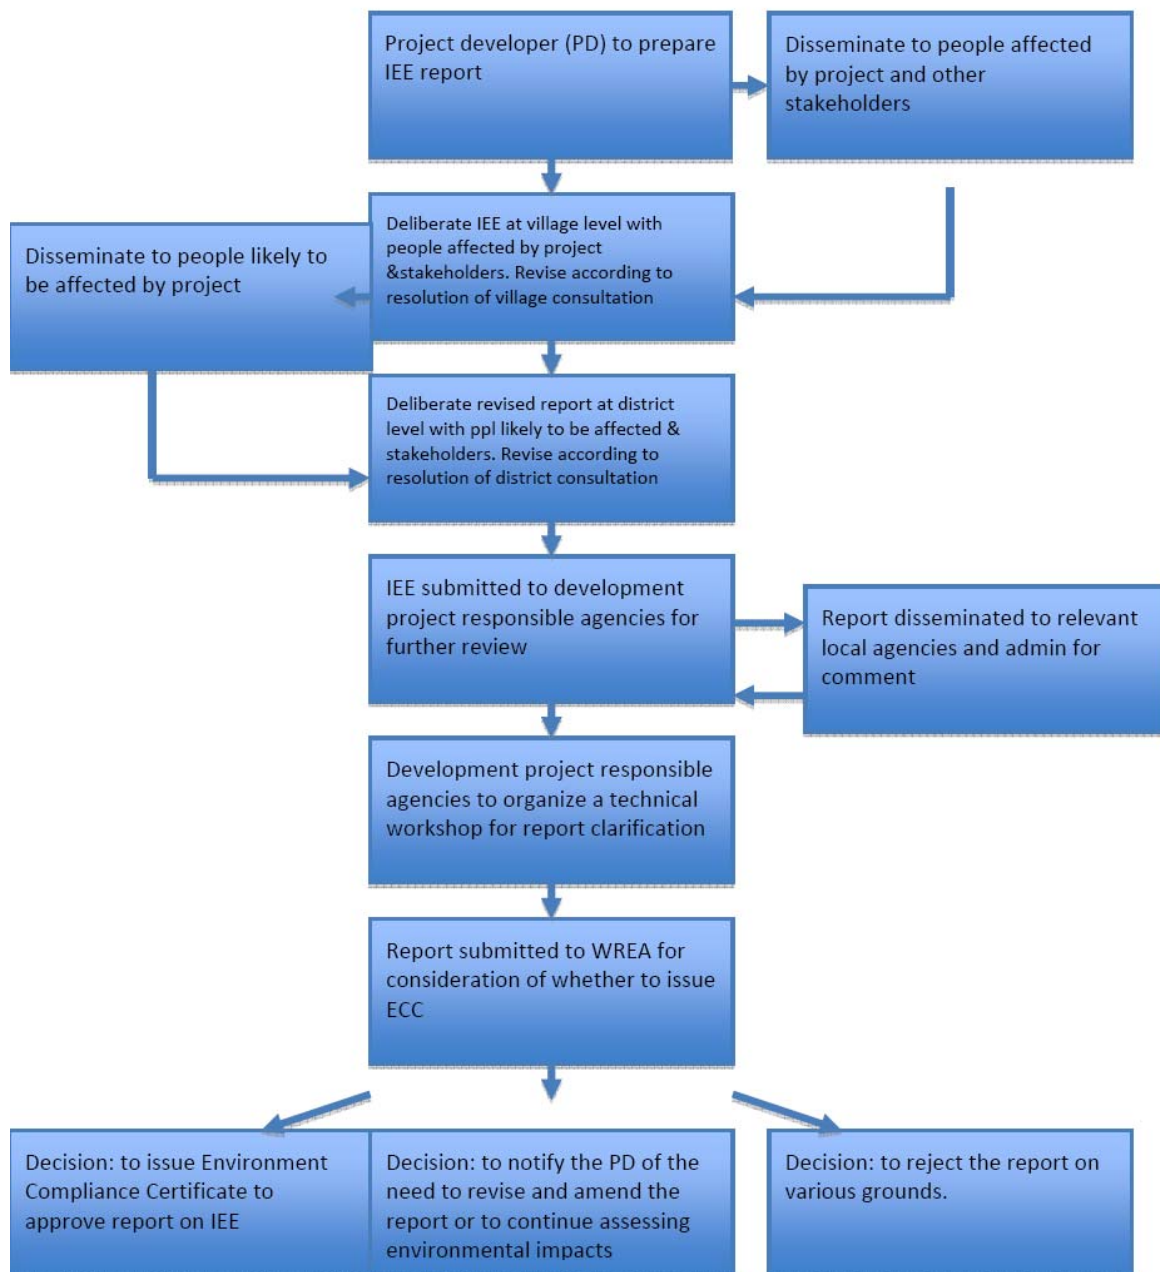 Project developer (PD) to prepare
IEE report
Disseminate to people affected
by project and other
stakeholders
Deliberate IEE at village level with
people affected by project
&stakeholders. Revise according to
resolution of village consultation
Disseminate to people likely to
be affected by project
Deliberate revised report at district
level with ppl likely to be affected &
stakeholders. Revise according to
resolution of district consultation
IEE submitted to development
project responsible agencies for
further review
Report disseminated to relevant
local agencies and admin for
comment
Development project responsible
agencies to organize a technical
workshop for report clarification
Report submitted to WREA for
consideration of whether to issue
ECC
Decision: to issue Environment
Compliance Certificate to
approve report on IEE
Decision: to notify the PD of the
need to revise and amend the
report or to continue assessing
environmental impacts
Decision: to reject the report on
various grounds.